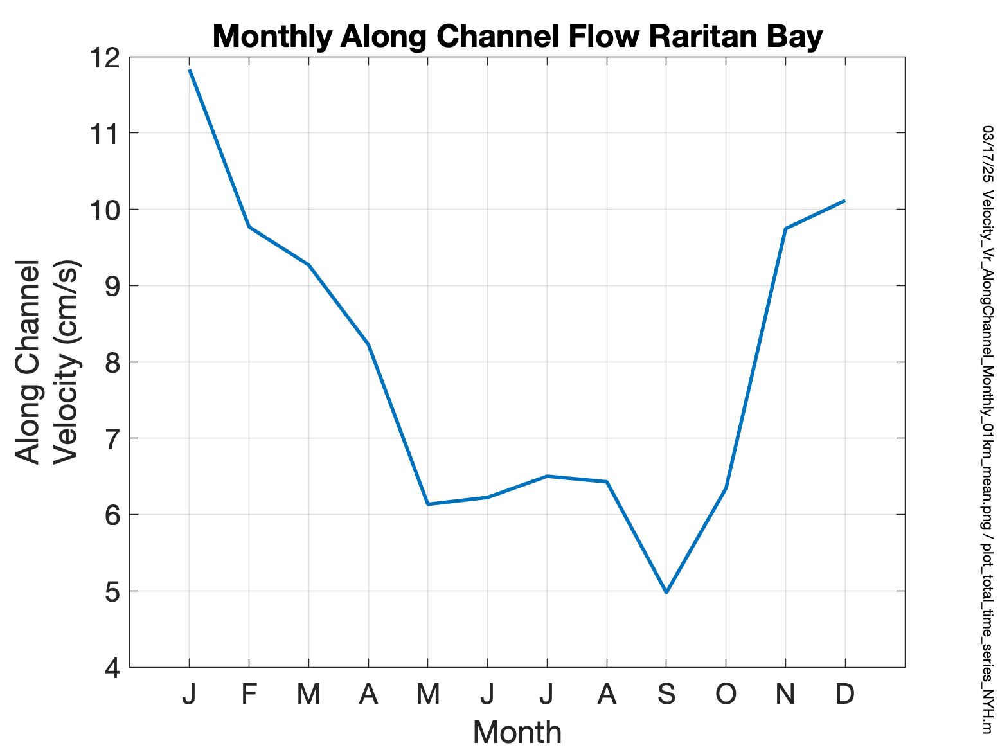 Monthly Along Channel Flow Raritan Bay
12
11
10
9
8
7
6
5
4
Along Channel
Velocity (cm/s)
J F M A M J J A S O N D
Month
03/17/25 Velocity_Vr_AlongChannel_Monthly_01km_mean.png / plot_total_time_series_NYH.m